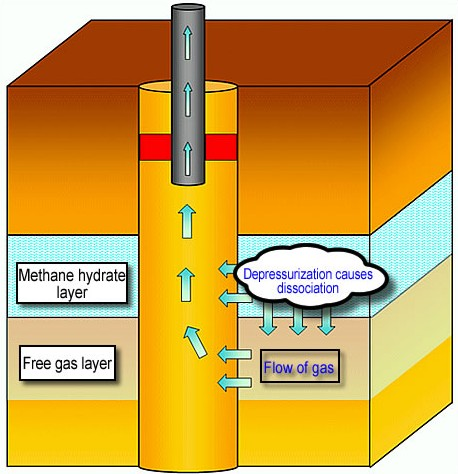 Methane hydrate
layer
Depressurization causes
dissociation
Free gas layer
Flow of gas